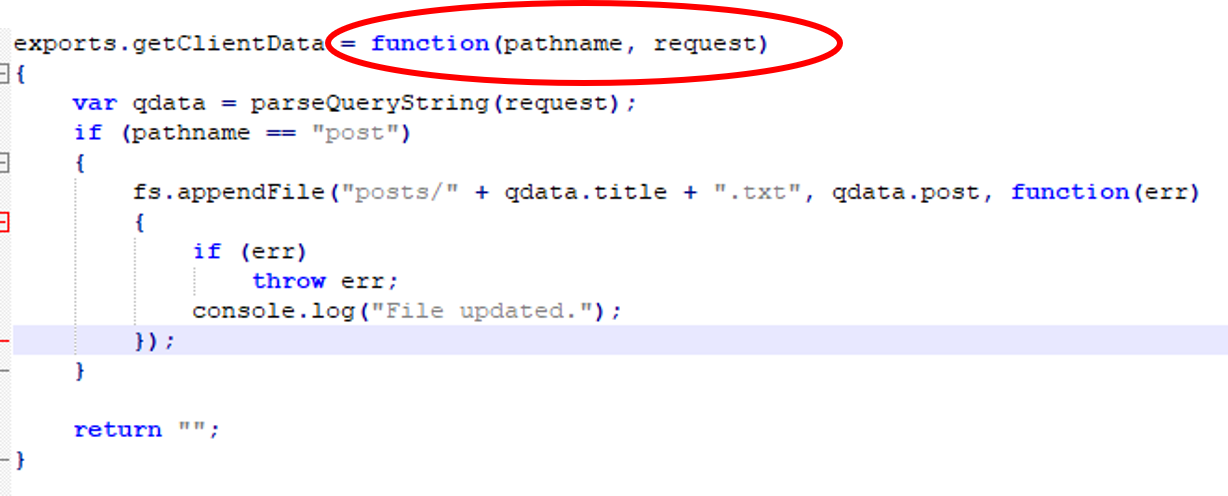 exports.getClientData = function(pathname, request)
{
    var qdata = parseQueryString(request);
    if (pathname == "post")
    {
        fs.appendFile("posts/" + qdata.title + ".txt", qdata.post, function(err)
        {
            if (err)
                throw err;
            console.log("File updated.");
        });
    }

    return "";
}